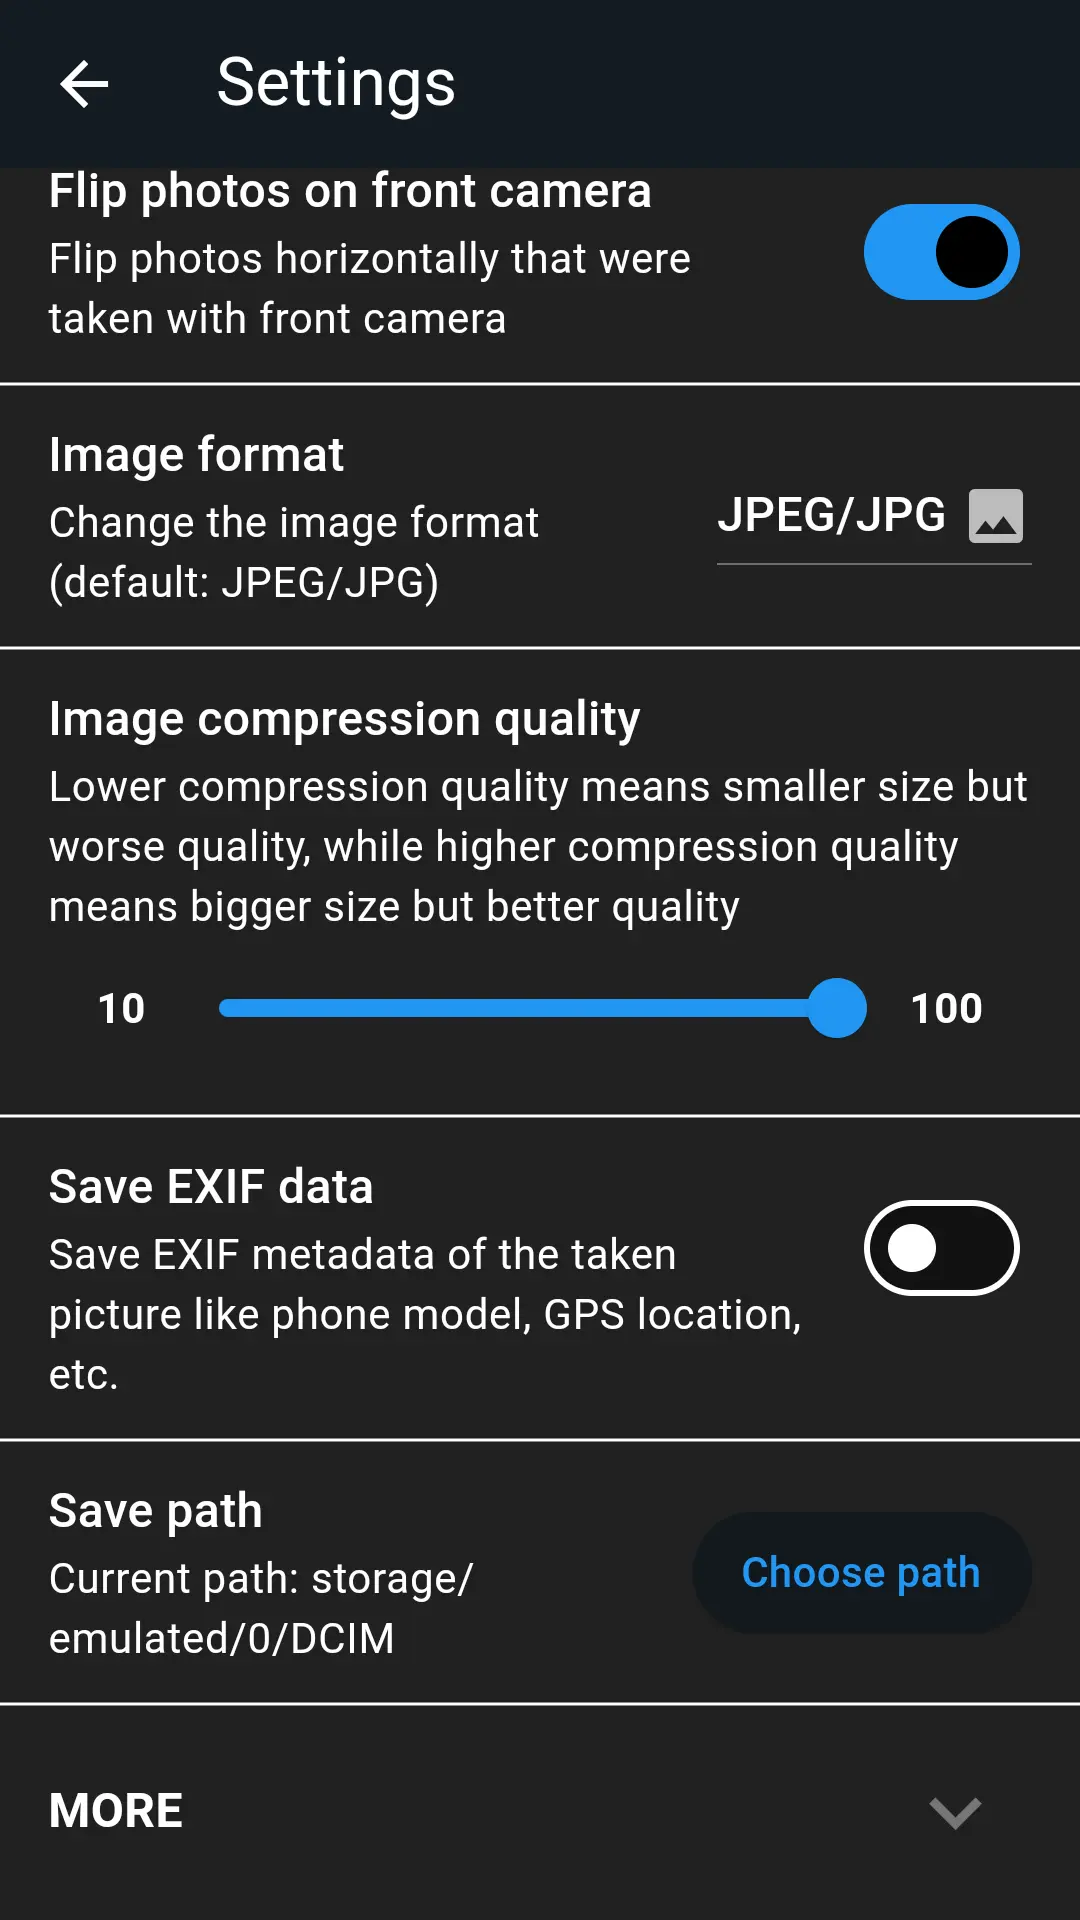 Settings
Flip photos on front camera
Flip photos horizontally that were
taken with front camera
Image format
Change the image format
(default: JPEG/JPG)
JPEG/JPG
Image compression quality
Lower compression quality means smaller size but
worse quality, while higher compression quality
means bigger size but better quality
10
100
Save EXIF data
Save EXIF metadata of the taken
picture like phone model, GPS location,
etc.
Save path
Current path: storage/
emulated/0/DCIM
Choose path
MORE